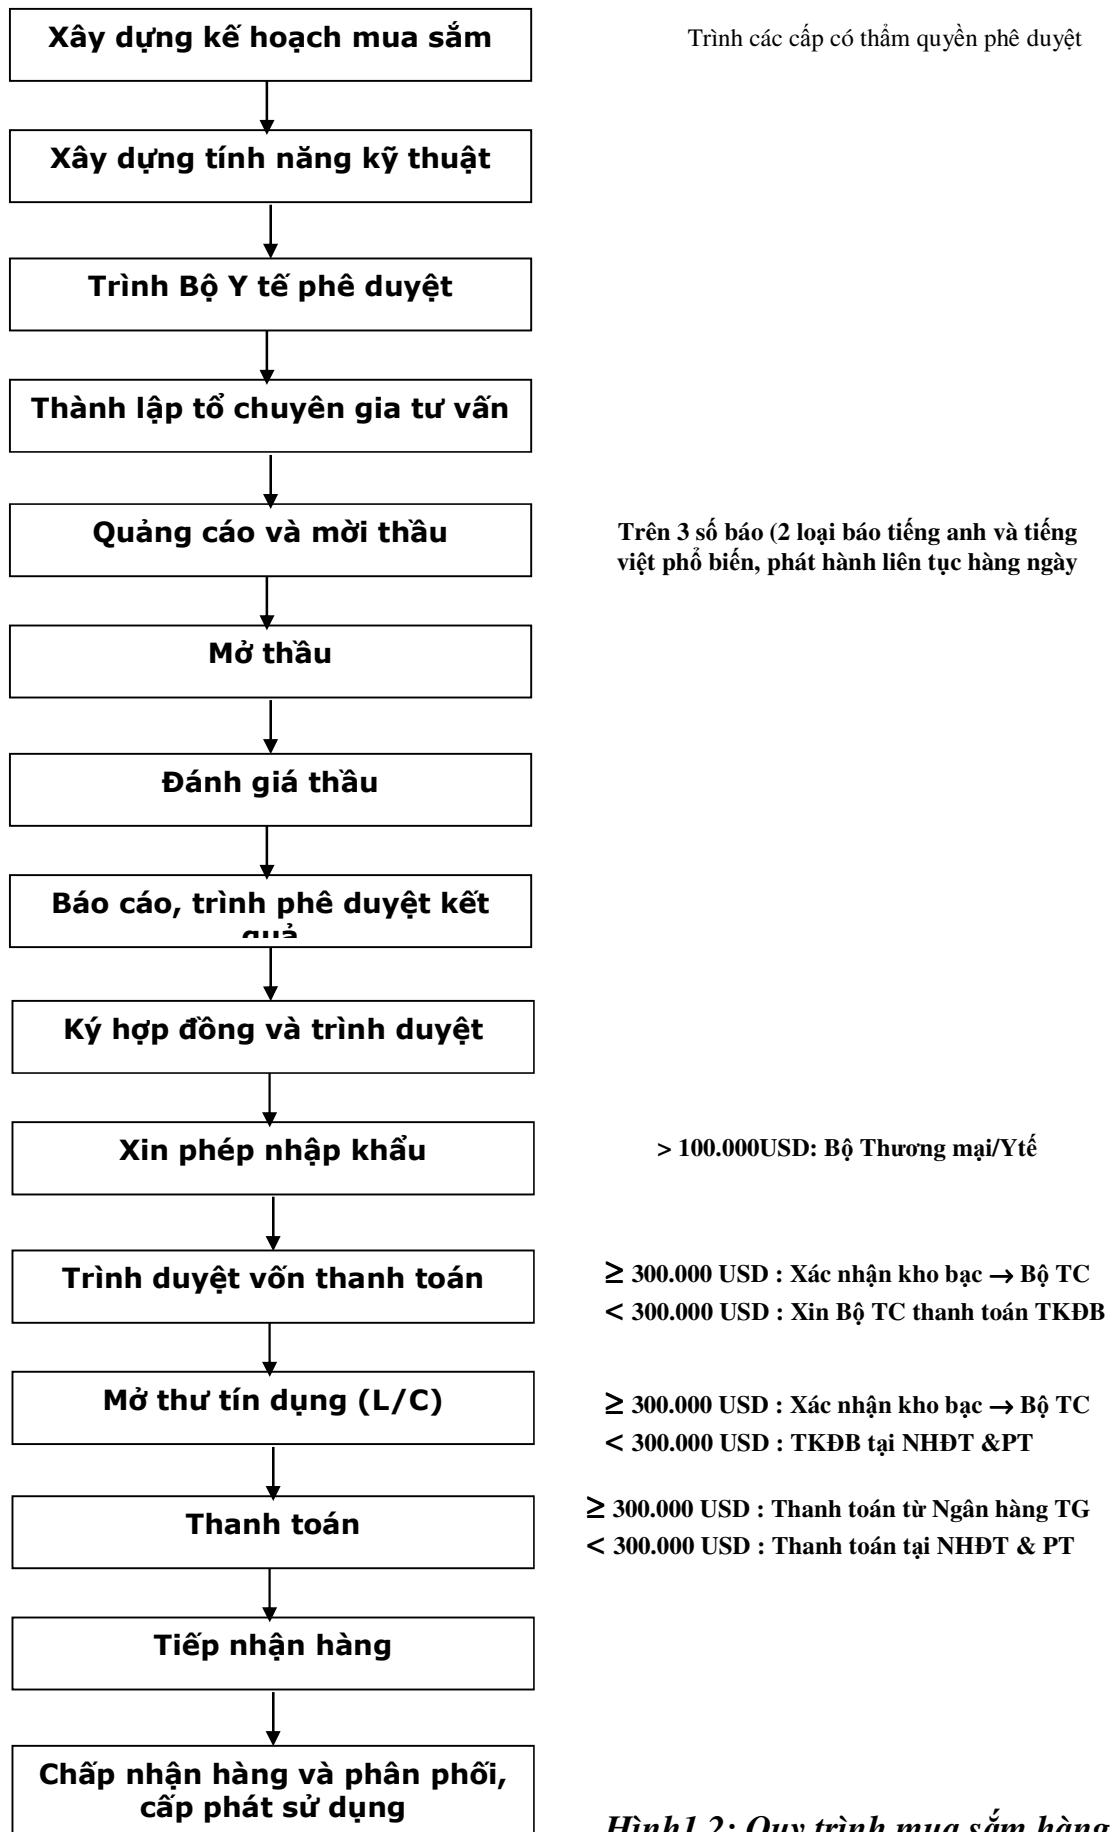 Xây dựng kế hoạch mua sắm
Trình các cấp có thẩm quyền phê duyệt
Xây dựng tính năng kỹ thuật
Trình Bộ Y tế phê duyệt
Thành lập tổ chuyên gia tư vấn
Quảng cáo và mời thầu
Trên 3 số báo (2 loại báo tiếng anh và tiếng
việt phổ biến, phát hành liên tục hàng ngày
Mở thầu
Đánh giá thầu
Báo cáo, trình phê duyệt kết
quả
Ký hợp đồng và trình duyệt
Xin phép nhập khẩu
> 100.000USD: Bộ Thương mại/Ytế
Trình duyệt vốn thanh toán
≥ 300.000 USD : Xác nhận kho bạc → Bộ TC
< 300.000 USD : Xin Bộ TC thanh toán TKĐB
Mở thư tín dụng (L/C)
≥ 300.000 USD : Xác nhận kho bạc → Bộ TC
< 300.000 USD : TKĐB tại NHĐT &PT
Thanh toán
≥ 300.000 USD : Thanh toán từ Ngân hàng TG
< 300.000 USD : Thanh toán tại NHĐT & PT
Tiếp nhận hàng
Chấp nhận hàng và phân phối,
cấp phát sử dụng
Hình1.2: Quy trình mua sắm hàng